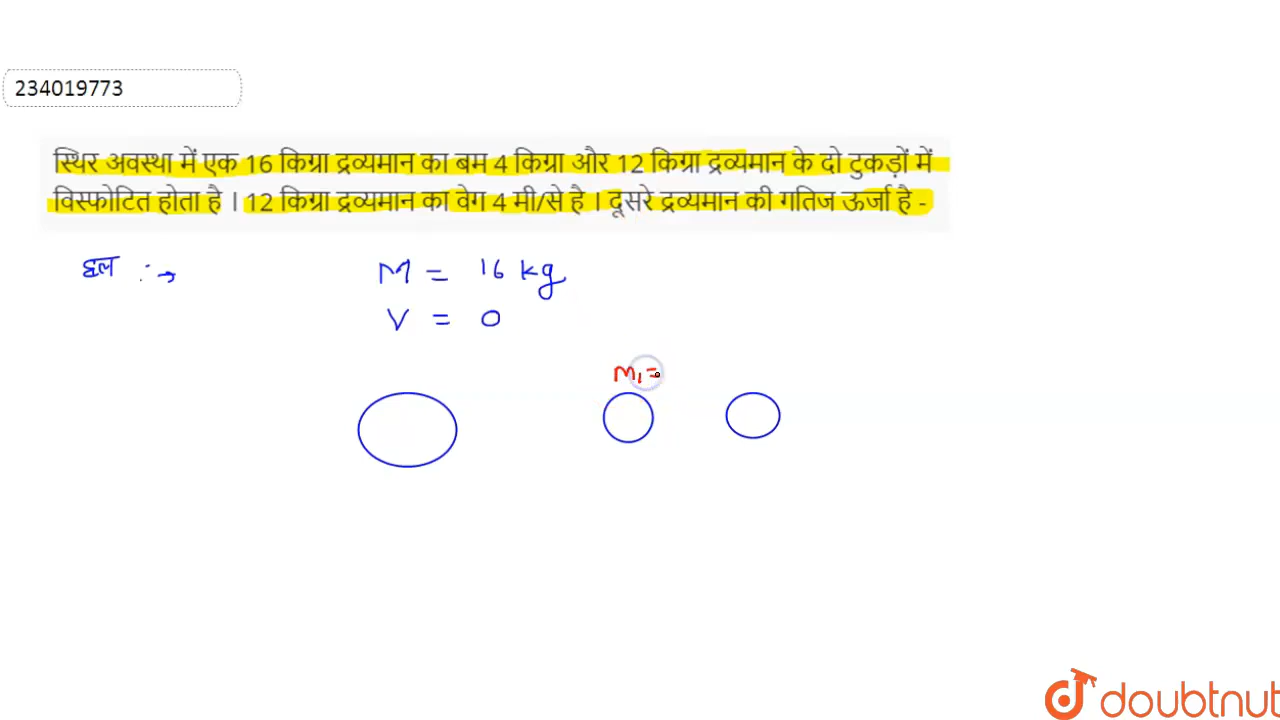 234019773
स्थिर अवस्था में एक 16 किग्रा द्रव्यमान का बम 4 किग्रा और 12 किग्रा द्रव्यमान के दो टुकड़ों में
विस्फोटित होता है । 12 किग्रा द्रव्यमान का वेग 4 मी/से है । दूसरे द्रव्यमान की गतिज ऊर्जा है -
हल :→ M = 16 kg
V = 0
M₁ =
doubtnut